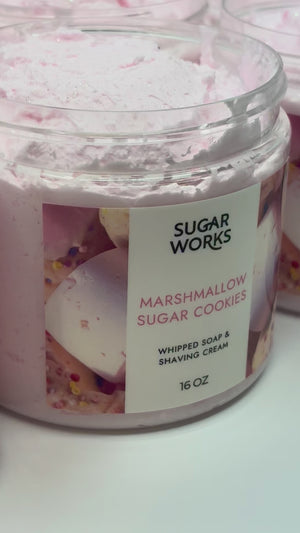 SUGAR
WORKS
MARSHMALLOW
SUGAR COOKIES
WHIPPED SOAP &
SHAVING CREAM
16 OZ